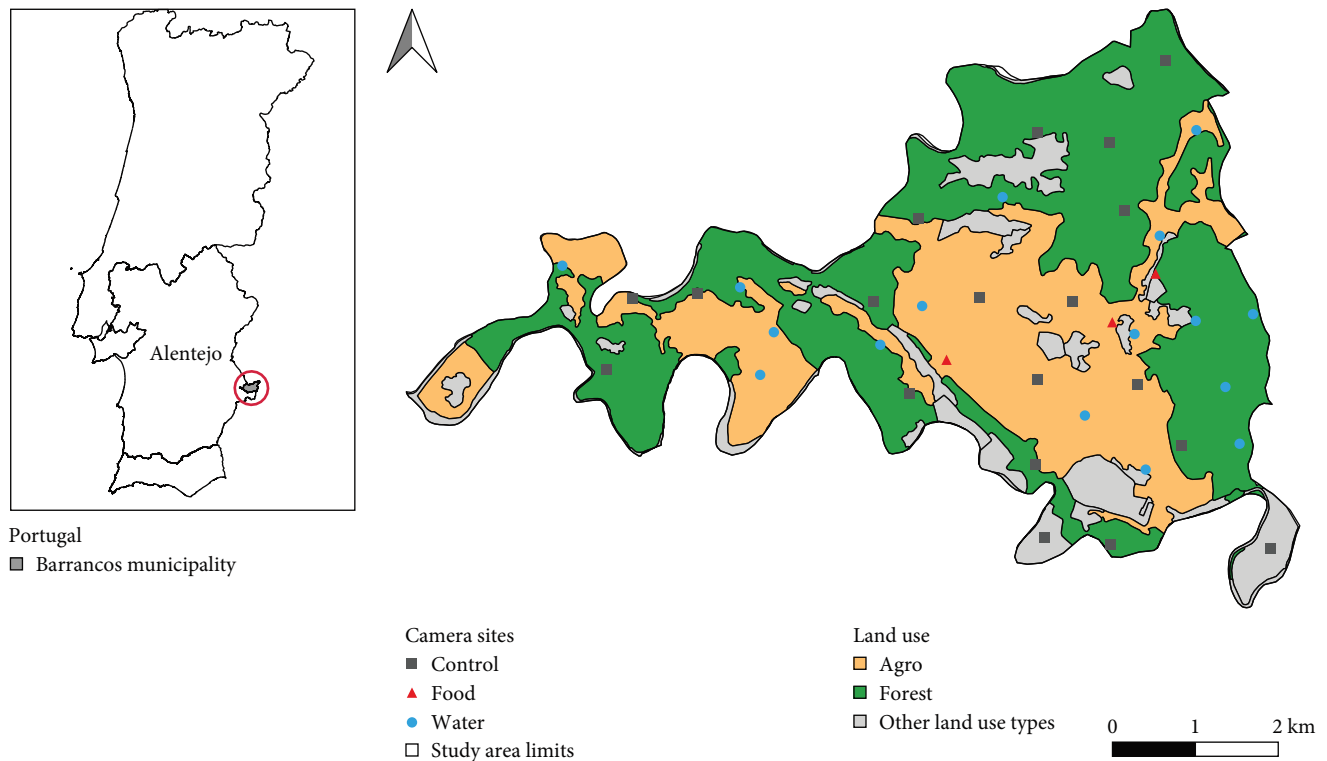 Alentejo
Portugal
Barrancos municipality
Camera sites
Control
Food
Water
Study area limits
Land use
Agro
Forest
Other land use types
0 1 2 km